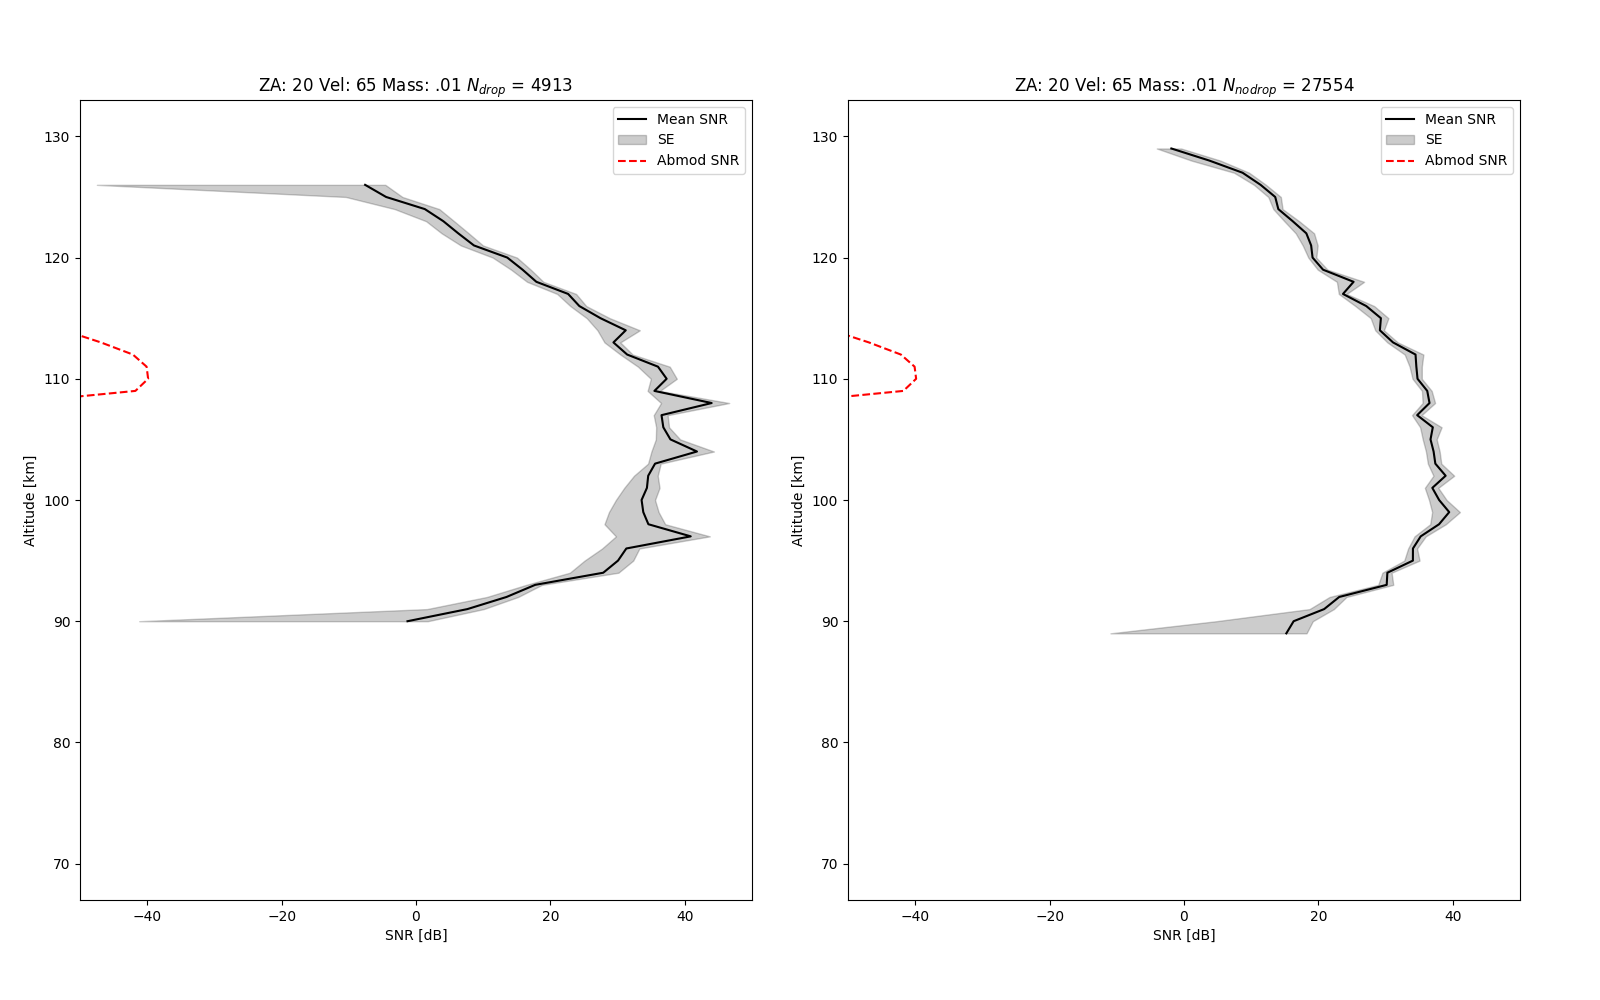 ZA: 20 Vel: 65 Mass: .01 N_drop = 4913
Mean SNR
SE
Abmod SNR
130
120
110
100
90
80
70
Altitude [km]
−40
−20
0
20
40
SNR [dB]
ZA: 20 Vel: 65 Mass: .01 N_nodrop = 27554
Mean SNR
SE
Abmod SNR
130
120
110
100
90
80
70
Altitude [km]
−40
−20
0
20
40
SNR [dB]